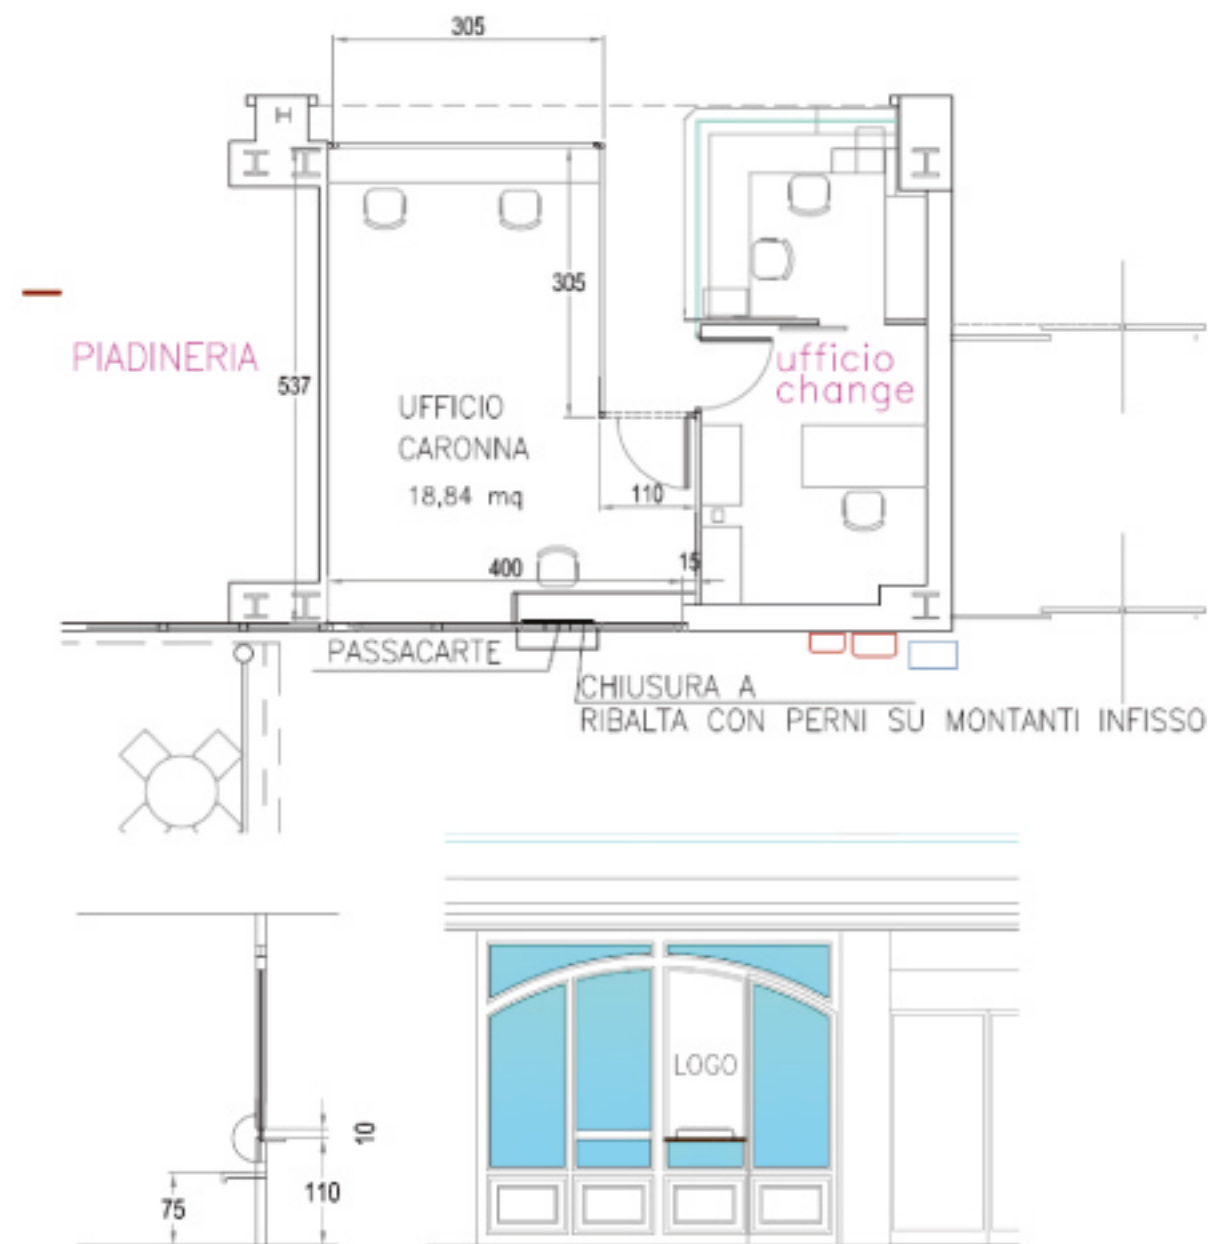 305
305
PIADINERIA
537
ufficio
change
UFFICIO
CARONNA
18,84 mq
110
400
15
PASSACARTE
CHIUSURA A
RIBALTA CON PERNI SU MONTANTI INFISSO
LOGO
10
110
75